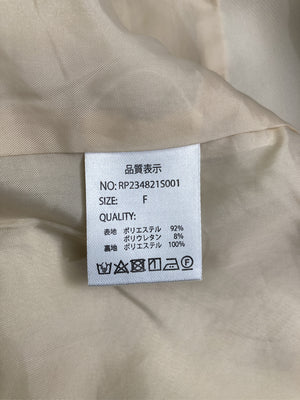 品質表示
NO: RP234821S001
SIZE: F
QUALITY:
表地 ポリエステル 92%
ポリウレタン 8%
裏地 ポリエステル 100%